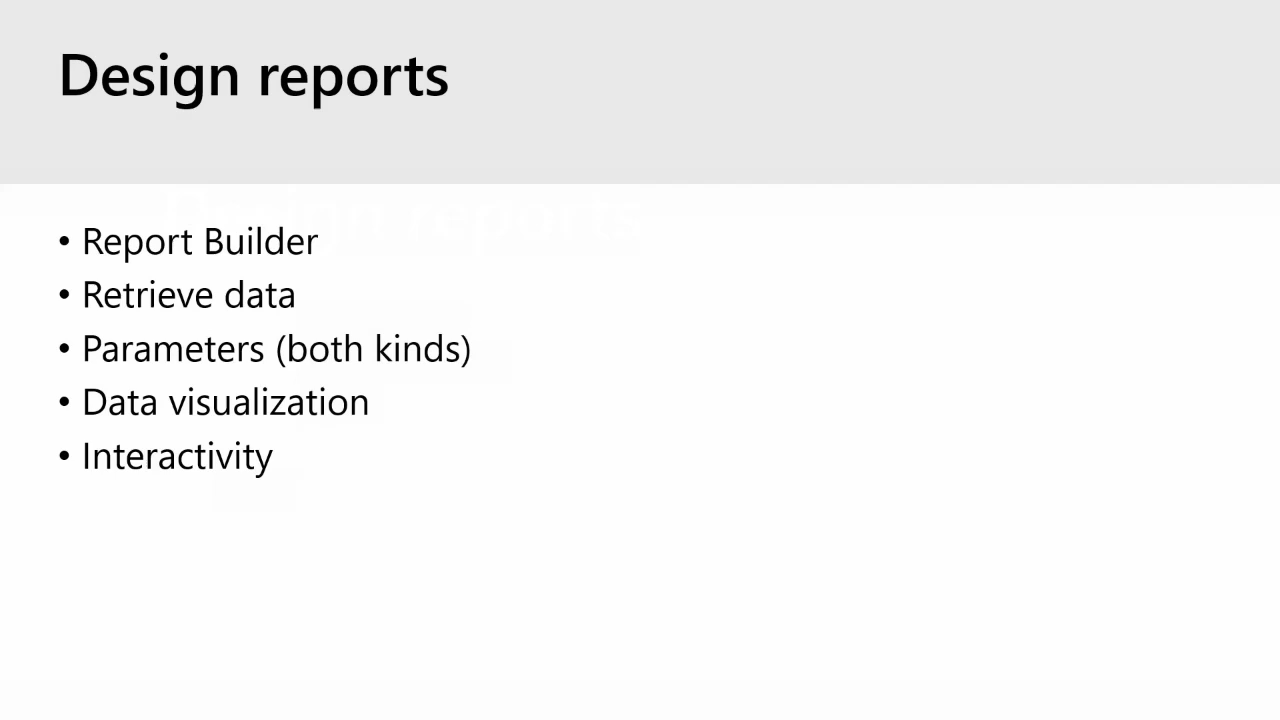 Design reports
• Report Builder
• Retrieve data
• Parameters (both kinds)
• Data visualization
• Interactivity